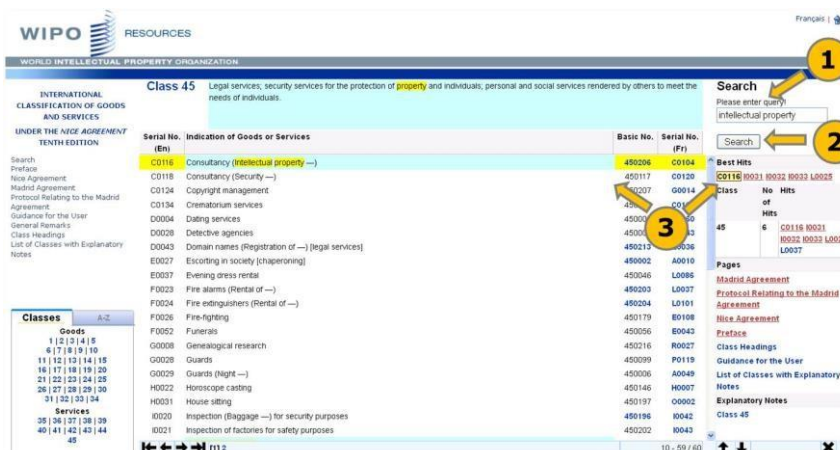 Français |
WIPO
RESOURCES
WORLD INTELLECTUAL PROPERTY ORGANIZATION
INTERNATIONAL
CLASSIFICATION OF GOODS
AND SERVICES
UNDER THE NICE AGREEMENT
TENTH EDITION
Search
Preface
Nice Agreement
Madrid Agreement
Protocol Relating to the Madrid
Agreement
Guidance for the User
General Remarks
Class Headings
List of Classes with Explanatory
Notes
Classes A-Z
Goods
1 | 2 | 3 | 4 | 5
6 | 7 | 8 | 9 | 10
11 | 12 | 13 | 14 | 15
16 | 17 | 18 | 19 | 20
21 | 22 | 23 | 24 | 25
26 | 27 | 28 | 29 | 30
31 | 32 | 33 | 34
Services
35 | 36 | 37 | 38 | 39
40 | 41 | 42 | 43 | 44
45
Class 45 Legal services; security services for the protection of property and individuals; personal and social services rendered by others to meet the
needs of individuals.
Serial No. Indication of Goods or Services Basic No. Serial No.
(En) (Fr)
C0116 Consultancy (Intellectual property —) 450206 C0104
C0118 Consultancy (Security —) 450117 C0120
C0124 Copyright management 450207 G0014
C0134 Crematorium services
D0004 Dating services
D0028 Detective agencies
D0043 Domain names (Registration of —) [legal services] 450213
E0027 Escorting in society [chaperoning] 450002 A0010
E0037 Evening dress rental 450046 L0086
F0023 Fire alarms (Rental of —) 450203 L0037
F0024 Fire extinguishers (Rental of —) 450204 L0101
F0026 Fire-fighting 450179 E0108
F0052 Funerals 450056 E0043
G0008 Genealogical research 450216 R0027
G0028 Guards 450099 P0119
G0029 Guards (Night —) 450006 A0049
H0022 Horoscope casting 450146 H0007
H0031 House sitting 450197 O0002
I0020 Inspection (Baggage —) for security purposes 450196 I0042
I0021 Inspection of factories for safety purposes 450202 I0043
[1] 2 10 - 59 / 60
Search
Please enter query!
intellectual property
Search
Best Hits
C0116 I0031 I0032 I0033 L0025
Class No of Hits Hits
45 6 C0116 I0031
I0032 I0033
L0037
Pages
Madrid Agreement
Protocol Relating to the Madrid
Agreement
Nice Agreement
Preface
Class Headings
Guidance for the User
List of Classes with Explanatory
Notes
Explanatory Notes
Class 45
1
2
3